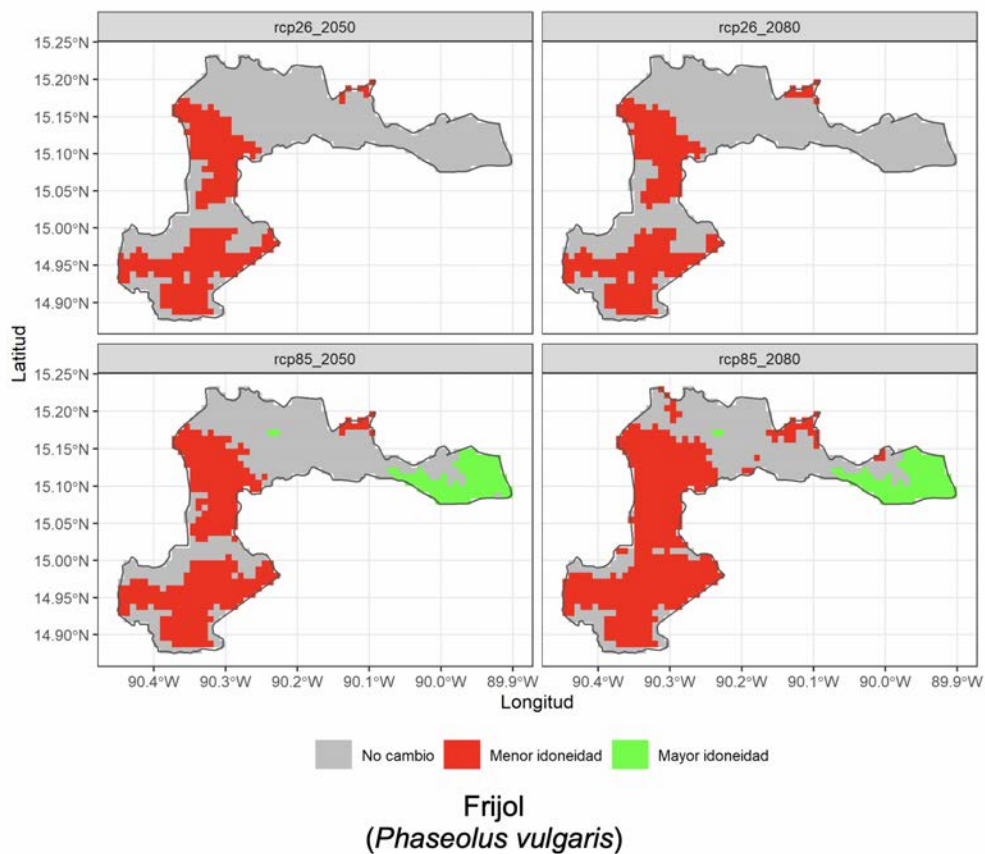 rcp26_2050
rcp26_2080
15.25°N
15.20°N
15.15°N
15.10°N
15.05°N
15.00°N
14.95°N
14.90°N
rcp85_2050
rcp85_2080
Latitud
15.25°N
15.20°N
15.15°N
15.10°N
15.05°N
15.00°N
14.95°N
14.90°N
90.4°W 90.3°W 90.2°W 90.1°W 90.0°W 89.9°W 90.4°W 90.3°W 90.2°W 90.1°W 90.0°W 89.9°W
Longitud
No cambio Menor idoneidad Mayor idoneidad
Frijol
(Phaseolus vulgaris)